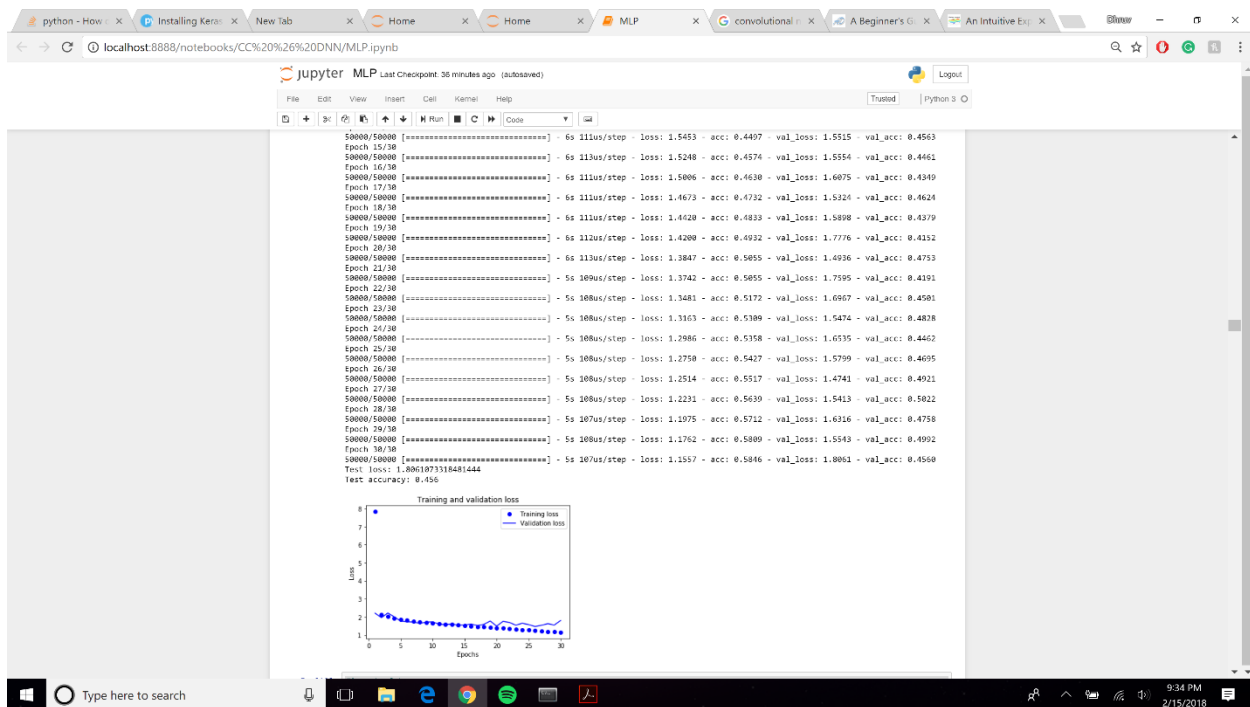 python - How
Installing Keras
New Tab
Home
Home
MLP
convolutional n
A Beginner's G
An Intuitive Exp
localhost:8888/notebooks/CC%20%26%20DNN/MLP.ipynb
jupyter MLP Last Checkpoint: 36 minutes ago (autosaved)
Logout
File Edit View Insert Cell Kernel Help
Trusted Python 3
Run Code
50000/50000 [==============================] - 6s 111us/step - loss: 1.5453 - acc: 0.4497 - val_loss: 1.5515 - val_acc: 0.4563
Epoch 15/30
50000/50000 [==============================] - 6s 113us/step - loss: 1.5248 - acc: 0.4574 - val_loss: 1.5554 - val_acc: 0.4461
Epoch 16/30
50000/50000 [==============================] - 6s 111us/step - loss: 1.5006 - acc: 0.4630 - val_loss: 1.6075 - val_acc: 0.4349
Epoch 17/30
50000/50000 [==============================] - 6s 111us/step - loss: 1.4673 - acc: 0.4732 - val_loss: 1.5324 - val_acc: 0.4624
Epoch 18/30
50000/50000 [==============================] - 6s 111us/step - loss: 1.4420 - acc: 0.4833 - val_loss: 1.5898 - val_acc: 0.4379
Epoch 19/30
50000/50000 [==============================] - 6s 112us/step - loss: 1.4200 - acc: 0.4932 - val_loss: 1.7776 - val_acc: 0.4152
Epoch 20/30
50000/50000 [==============================] - 6s 113us/step - loss: 1.3847 - acc: 0.5055 - val_loss: 1.4936 - val_acc: 0.4753
Epoch 21/30
50000/50000 [==============================] - 5s 109us/step - loss: 1.3742 - acc: 0.5055 - val_loss: 1.7595 - val_acc: 0.4191
Epoch 22/30
50000/50000 [==============================] - 5s 108us/step - loss: 1.3481 - acc: 0.5172 - val_loss: 1.6967 - val_acc: 0.4501
Epoch 23/30
50000/50000 [==============================] - 5s 108us/step - loss: 1.3163 - acc: 0.5309 - val_loss: 1.5474 - val_acc: 0.4828
Epoch 24/30
50000/50000 [==============================] - 5s 108us/step - loss: 1.2986 - acc: 0.5358 - val_loss: 1.6535 - val_acc: 0.4462
Epoch 25/30
50000/50000 [==============================] - 5s 108us/step - loss: 1.2750 - acc: 0.5427 - val_loss: 1.5799 - val_acc: 0.4695
Epoch 26/30
50000/50000 [==============================] - 5s 108us/step - loss: 1.2514 - acc: 0.5517 - val_loss: 1.4741 - val_acc: 0.4921
Epoch 27/30
50000/50000 [==============================] - 5s 108us/step - loss: 1.2231 - acc: 0.5639 - val_loss: 1.5413 - val_acc: 0.5022
Epoch 28/30
50000/50000 [==============================] - 5s 107us/step - loss: 1.1975 - acc: 0.5712 - val_loss: 1.6316 - val_acc: 0.4758
Epoch 29/30
50000/50000 [==============================] - 5s 108us/step - loss: 1.1762 - acc: 0.5809 - val_loss: 1.5543 - val_acc: 0.4992
Epoch 30/30
50000/50000 [==============================] - 5s 107us/step - loss: 1.1557 - acc: 0.5846 - val_loss: 1.8061 - val_acc: 0.4560
Test loss: 1.8061073318481444
Test accuracy: 0.456
Training and validation loss
Training loss
Validation loss
8
7
6
5
4
3
2
1
Loss
0 5 10 15 20 25 30
Epochs
Type here to search
9:34 PM
2/15/2018